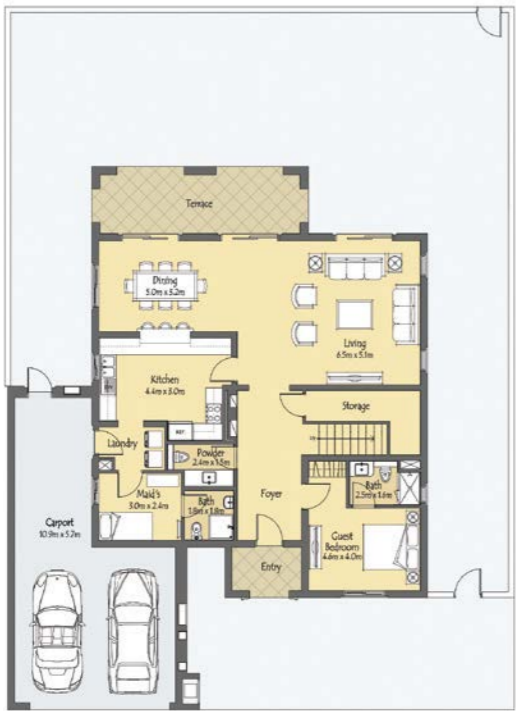 Terrace
Dining
5.0m x 3.2m
Living
6.5m x 5.1m
Kitchen
4.4m x 3.0m
Storage
REF.
Laundry
Powder
2.4m x 1.5m
Maid's
3.0m x 2.4m
Bath
1.8m x 1.8m
Foyer
Bath
2.5m x 1.6m
Carport
10.9m x 5.2m
Guest
Bedroom
4.6m x 4.0m
Entry